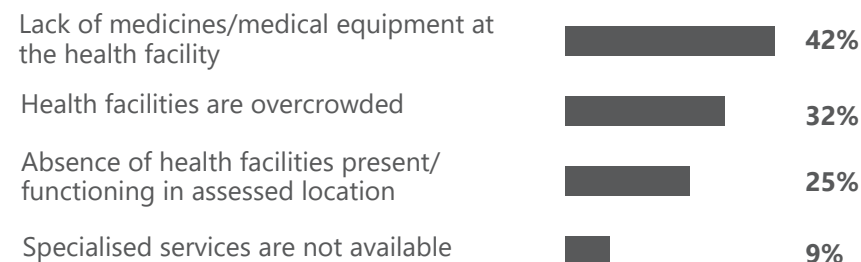 Lack of medicines/medical equipment at
the health facility
42%
Health facilities are overcrowded
32%
Absence of health facilities present/
functioning in assessed location
25%
Specialised services are not available
9%